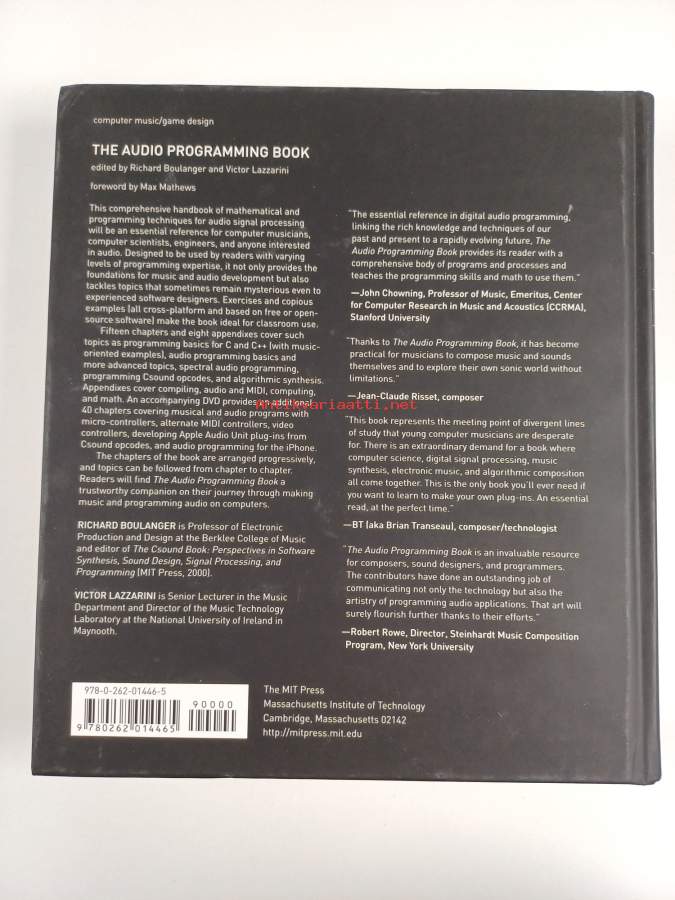 computer music/game design
THE AUDIO PROGRAMMING BOOK
edited by Richard Boulanger and Victor Lazzarini
foreword by Max Mathews
This comprehensive handbook of mathematical and
programming techniques for audio signal processing
will be an essential reference for computer musicians,
computer scientists, engineers, and anyone interested
in audio. Designed to be used by readers with varying
levels of programming expertise, it not only provides the
foundations for music and audio development but also
tackles topics that sometimes remain mysterious even to
experienced software designers. Exercises and copious
examples (all cross-platform and based on free or open-
source software) make the book ideal for classroom use.
Fifteen chapters and eight appendixes cover such
topics as programming basics for C and C++ (with music-
oriented examples), audio programming basics and
more advanced topics, spectral audio programming,
programming Csound opcodes, and algorithmic synthesis.
Appendixes cover compiling, audio and MIDI, computing,
and math. An accompanying DVD provides an additional
40 chapters covering musical and audio programs with
micro-controllers, alternate MIDI controllers, video
controllers, developing Apple Audio Unit plug-ins from
Csound opcodes, and audio programming for the iPhone.
The chapters of the book are arranged progressively,
and topics can be followed from chapter to chapter.
Readers will find The Audio Programming Book a
trustworthy companion on their journey through making
music and programming audio on computers.
RICHARD BOULANGER is Professor of Electronic
Production and Design at the Berklee College of Music
and editor of The Csound Book: Perspectives in Software
Synthesis, Sound Design, Signal Processing, and
Programming (MIT Press, 2000).
VICTOR LAZZARINI is Senior Lecturer in the Music
Department and Director of the Music Technology
Laboratory at the National University of Ireland in
Maynooth.
"The essential reference in digital audio programming,
linking the rich knowledge and techniques of our
past and present to a rapidly evolving future, The
Audio Programming Book provides its reader with a
comprehensive body of programs and processes and
teaches the programming skills and math to use them."
—John Chowning, Professor of Music, Emeritus, Center
for Computer Research in Music and Acoustics (CCRMA),
Stanford University
"Thanks to The Audio Programming Book, it has become
practical for musicians to compose music and sounds
themselves and to explore their own sonic world without
limitations."
—Jean-Claude Risset, composer
"This book represents the meeting point of divergent lines
of study that young computer musicians are desperate
for. There is an extraordinary demand for a book where
computer science, digital signal processing, music
synthesis, electronic music, and algorithmic composition
all come together. This is the only book you'll ever need if
you want to learn to make your own plug-ins. An essential
read, at the perfect time."
—BT (aka Brian Transeau), composer/technologist
"The Audio Programming Book is an invaluable resource
for composers, sound designers, and programmers.
The contributors have done an outstanding job of
communicating not only the technology but also the
artistry of programming audio applications. That art will
surely flourish further thanks to their efforts."
—Robert Rowe, Director, Steinhardt Music Composition
Program, New York University
Antikvariaatti.net
978-0-262-01446-5
90000
9 780262 014465
The MIT Press
Massachusetts Institute of Technology
Cambridge, Massachusetts 02142
http://mitpress.mit.edu